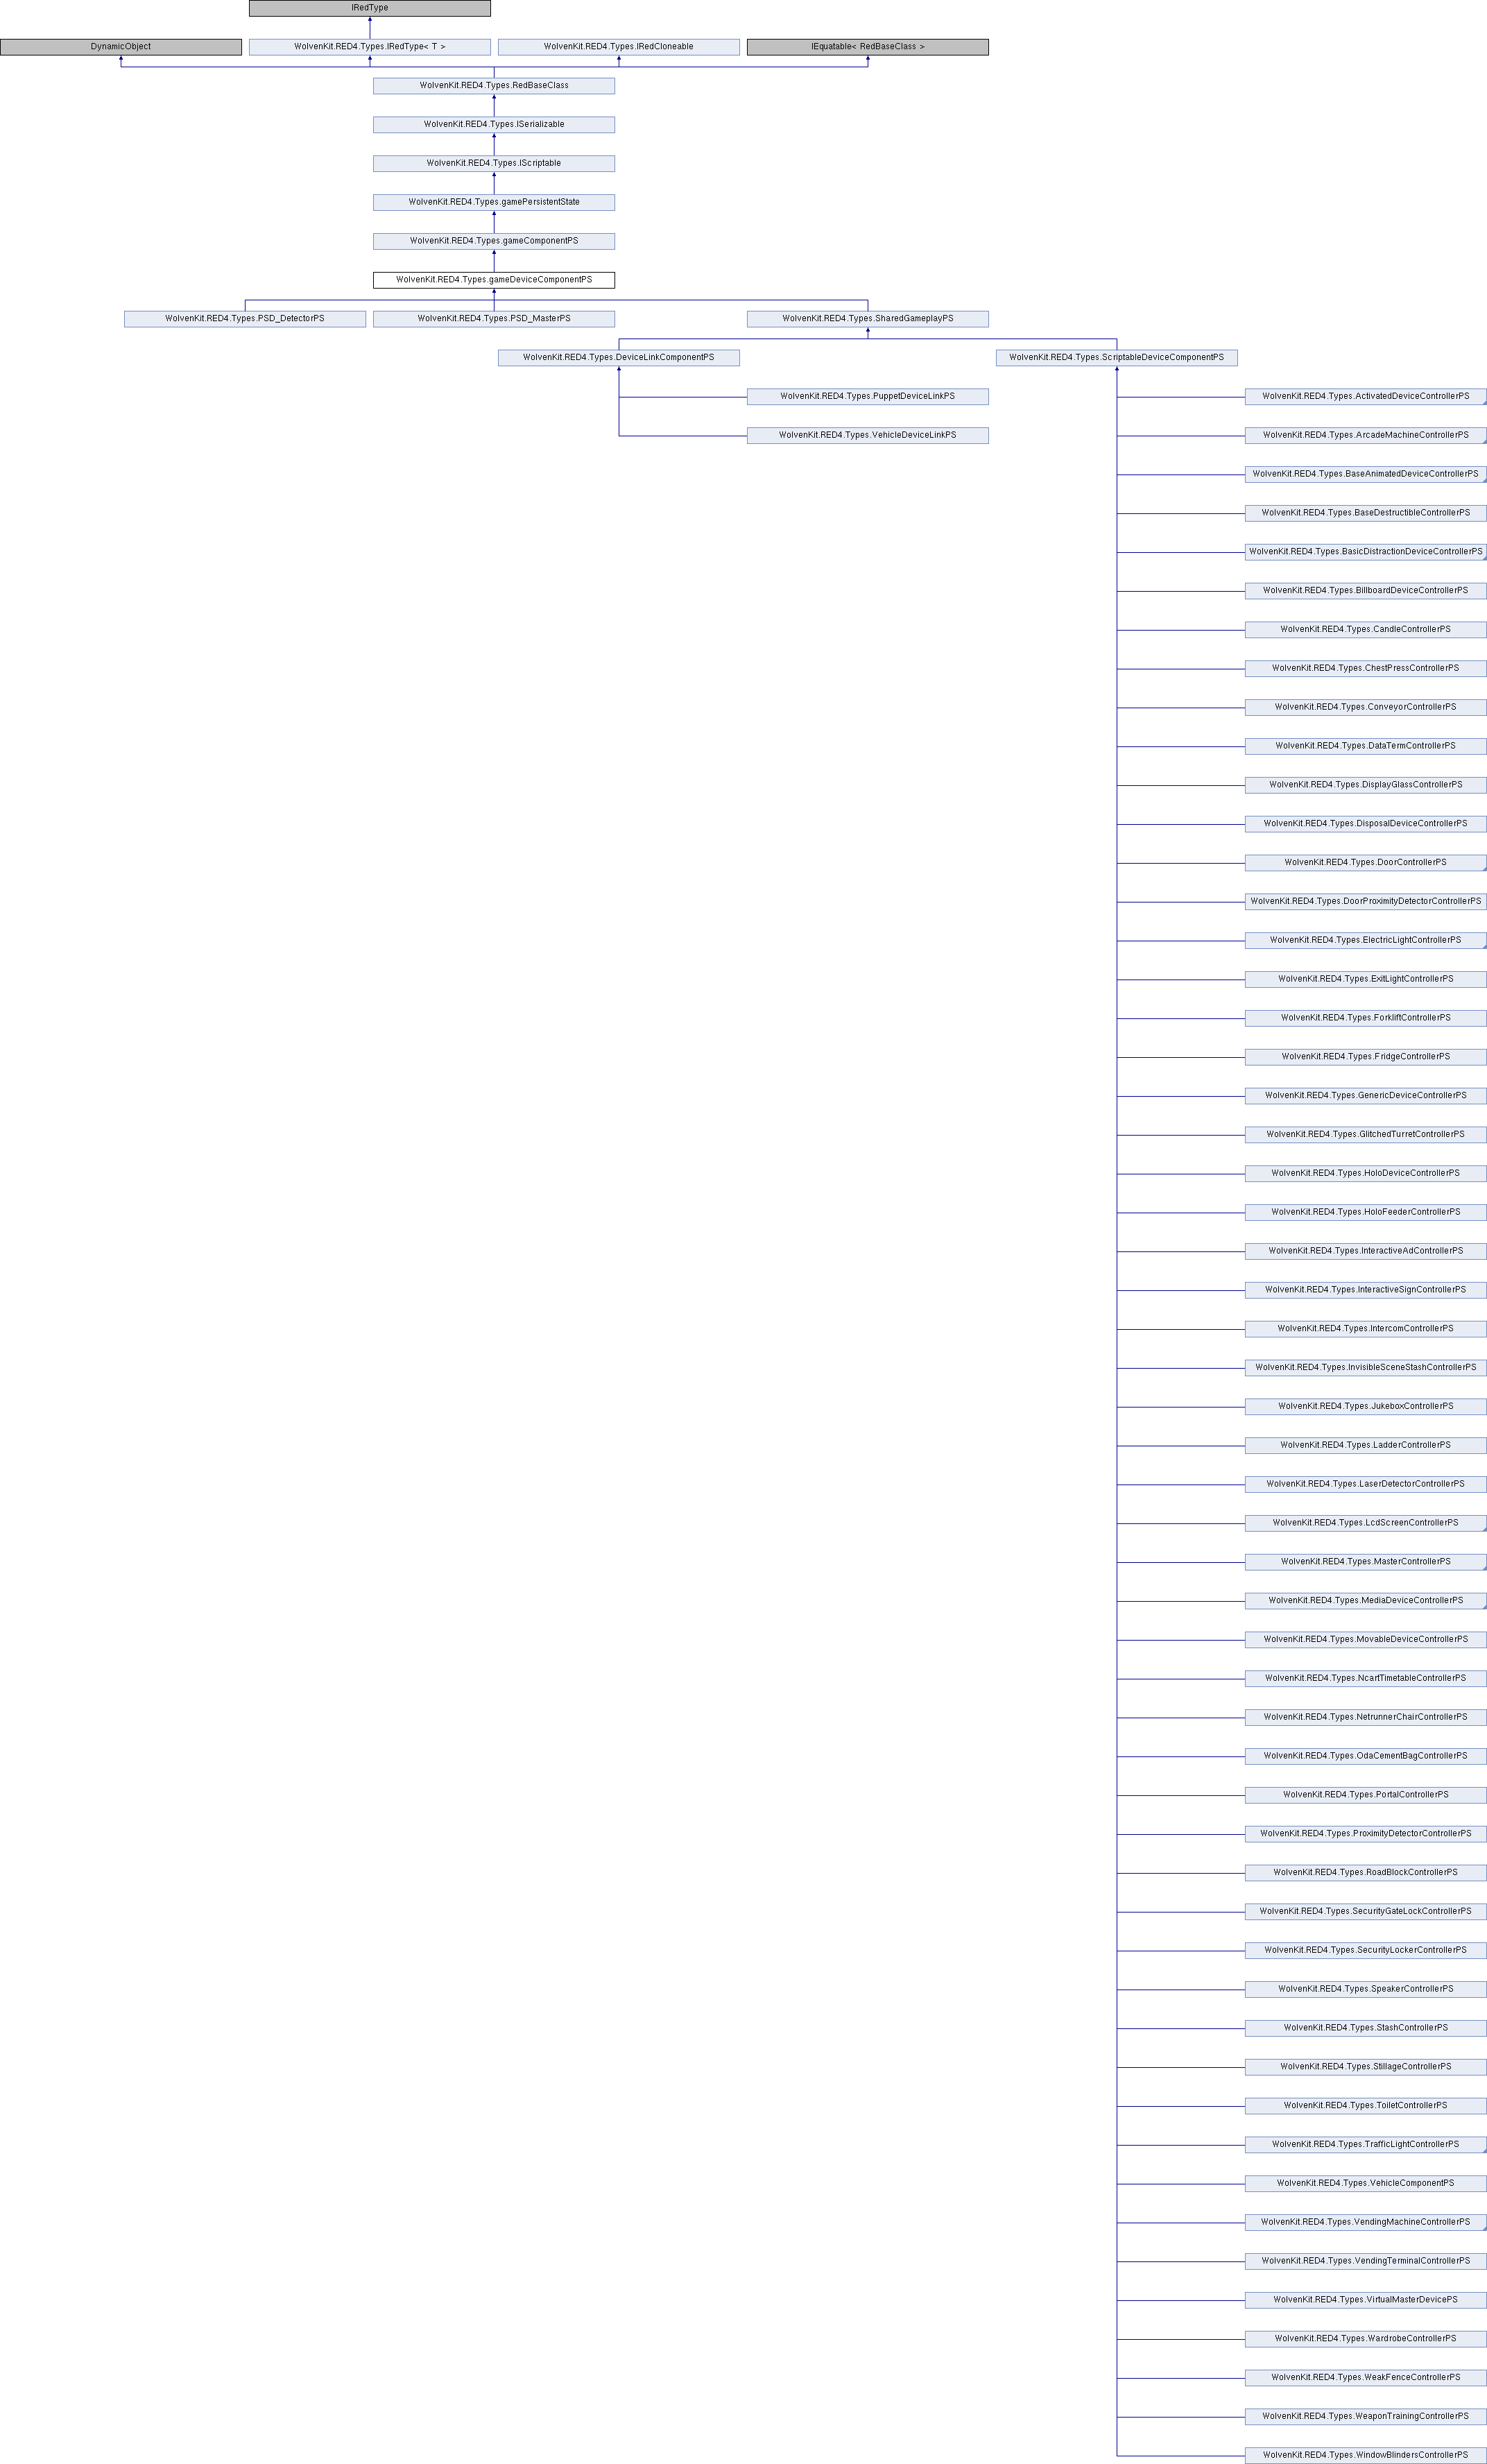 IRedType
DynamicObject
WolvenKit.RED4.Types.IRedType< T >
WolvenKit.RED4.Types.IRedCloneable
IEquatable< RedBaseClass >
WolvenKit.RED4.Types.RedBaseClass
WolvenKit.RED4.Types.ISerializable
WolvenKit.RED4.Types.IScriptable
WolvenKit.RED4.Types.gamePersistentState
WolvenKit.RED4.Types.gameComponentPS
WolvenKit.RED4.Types.gameDeviceComponentPS
WolvenKit.RED4.Types.PSD_DetectorPS
WolvenKit.RED4.Types.PSD_MasterPS
WolvenKit.RED4.Types.SharedGameplayPS
WolvenKit.RED4.Types.DeviceLinkComponentPS
WolvenKit.RED4.Types.ScriptableDeviceComponentPS
WolvenKit.RED4.Types.PuppetDeviceLinkPS
WolvenKit.RED4.Types.ActivatedDeviceControllerPS
WolvenKit.RED4.Types.VehicleDeviceLinkPS
WolvenKit.RED4.Types.ArcadeMachineControllerPS
WolvenKit.RED4.Types.BaseAnimatedDeviceControllerPS
WolvenKit.RED4.Types.BaseDestructibleControllerPS
WolvenKit.RED4.Types.BasicDistractionDeviceControllerPS
WolvenKit.RED4.Types.BillboardDeviceControllerPS
WolvenKit.RED4.Types.CandleControllerPS
WolvenKit.RED4.Types.ChestPressControllerPS
WolvenKit.RED4.Types.ConveyorControllerPS
WolvenKit.RED4.Types.DataTermControllerPS
WolvenKit.RED4.Types.DisplayGlassControllerPS
WolvenKit.RED4.Types.DisposalDeviceControllerPS
WolvenKit.RED4.Types.DoorControllerPS
WolvenKit.RED4.Types.DoorProximityDetectorControllerPS
WolvenKit.RED4.Types.ElectricLightControllerPS
WolvenKit.RED4.Types.ExitLightControllerPS
WolvenKit.RED4.Types.ForkliftControllerPS
WolvenKit.RED4.Types.FridgeControllerPS
WolvenKit.RED4.Types.GenericDeviceControllerPS
WolvenKit.RED4.Types.GlitchedTurretControllerPS
WolvenKit.RED4.Types.HoloDeviceControllerPS
WolvenKit.RED4.Types.HoloFeederControllerPS
WolvenKit.RED4.Types.InteractiveAdControllerPS
WolvenKit.RED4.Types.InteractiveSignControllerPS
WolvenKit.RED4.Types.IntercomControllerPS
WolvenKit.RED4.Types.InvisibleSceneStashControllerPS
WolvenKit.RED4.Types.JukeboxControllerPS
WolvenKit.RED4.Types.LadderControllerPS
WolvenKit.RED4.Types.LaserDetectorControllerPS
WolvenKit.RED4.Types.LcdScreenControllerPS
WolvenKit.RED4.Types.MasterControllerPS
WolvenKit.RED4.Types.MediaDeviceControllerPS
WolvenKit.RED4.Types.MovableDeviceControllerPS
WolvenKit.RED4.Types.NcartTimetableControllerPS
WolvenKit.RED4.Types.NetrunnerChairControllerPS
WolvenKit.RED4.Types.OdaCementBagControllerPS
WolvenKit.RED4.Types.PortalControllerPS
WolvenKit.RED4.Types.ProximityDetectorControllerPS
WolvenKit.RED4.Types.RoadBlockControllerPS
WolvenKit.RED4.Types.SecurityGateLockControllerPS
WolvenKit.RED4.Types.SecurityLockerControllerPS
WolvenKit.RED4.Types.SpeakerControllerPS
WolvenKit.RED4.Types.StashControllerPS
WolvenKit.RED4.Types.StillageControllerPS
WolvenKit.RED4.Types.ToiletControllerPS
WolvenKit.RED4.Types.TrafficLightControllerPS
WolvenKit.RED4.Types.VehicleComponentPS
WolvenKit.RED4.Types.VendingMachineControllerPS
WolvenKit.RED4.Types.VendingTerminalControllerPS
WolvenKit.RED4.Types.VirtualMasterDevicePS
WolvenKit.RED4.Types.WardrobeControllerPS
WolvenKit.RED4.Types.WeakFenceControllerPS
WolvenKit.RED4.Types.WeaponTrainingControllerPS
WolvenKit.RED4.Types.WindowBlindersControllerPS